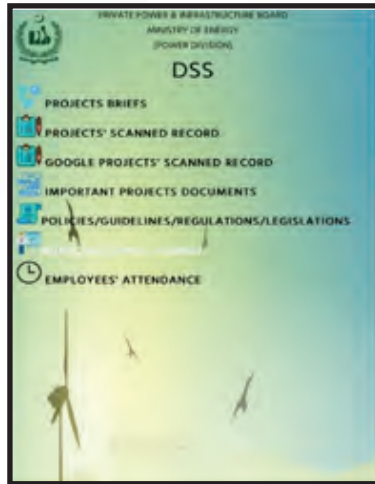 PRIVATE POWER & INFRASTRUCTURE BOARD
MINISTRY OF ENERGY
(POWER DIVISION)
DSS
PROJECTS BRIEFS
PROJECTS' SCANNED RECORD
GOOGLE PROJECTS' SCANNED RECORD
IMPORTANT PROJECTS DOCUMENTS
POLICIES/GUIDELINES/REGULATIONS/LEGISLATIONS
EMPLOYEES' ATTENDANCE